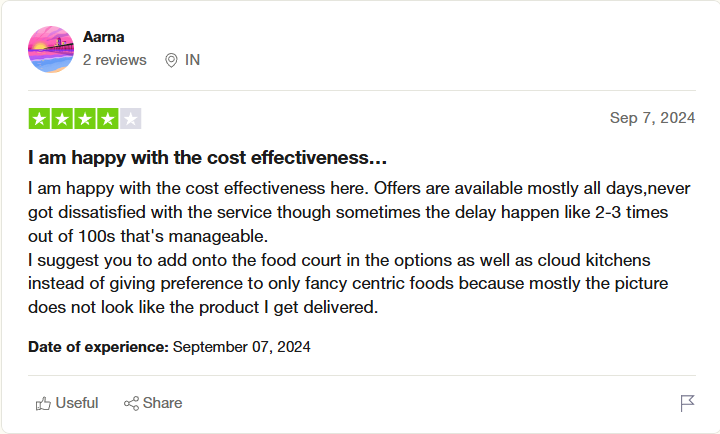 Aarna
2 reviews IN
Sep 7, 2024
I am happy with the cost effectiveness…
I am happy with the cost effectiveness here. Offers are available mostly all days,never
got dissatisfied with the service though sometimes the delay happen like 2-3 times
out of 100s that's manageable.
I suggest you to add onto the food court in the options as well as cloud kitchens
instead of giving preference to only fancy centric foods because mostly the picture
does not look like the product I get delivered.
Date of experience: September 07, 2024
Useful Share